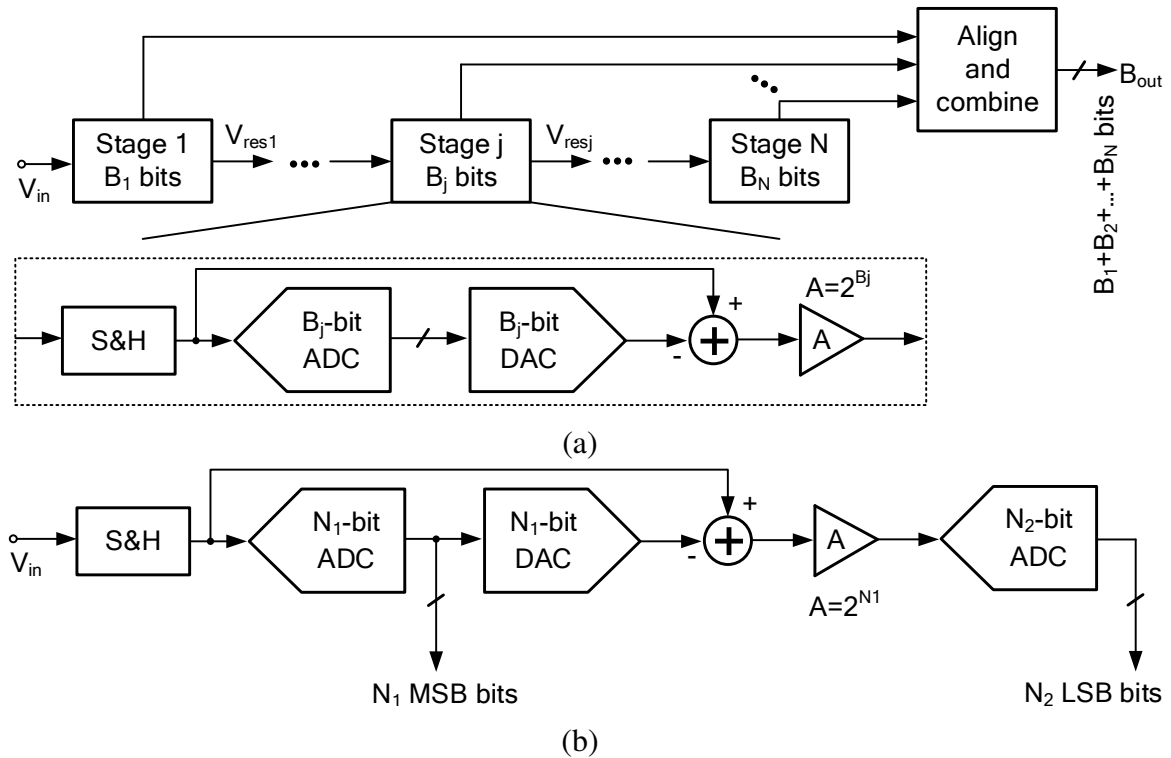 Align
and
combine
B_out
B_1+B_2+...+B_N bits
Stage 1
B_1 bits
V_res1
Stage j
B_j bits
V_resj
Stage N
B_N bits
V_in
S&H
B_j-bit
ADC
B_j-bit
DAC
+
-
+
A=2^Bj
A
(a)
V_in
S&H
N_1-bit
ADC
N_1-bit
DAC
+
-
+
A
A=2^N1
N_2-bit
ADC
N_1 MSB bits
N_2 LSB bits
(b)